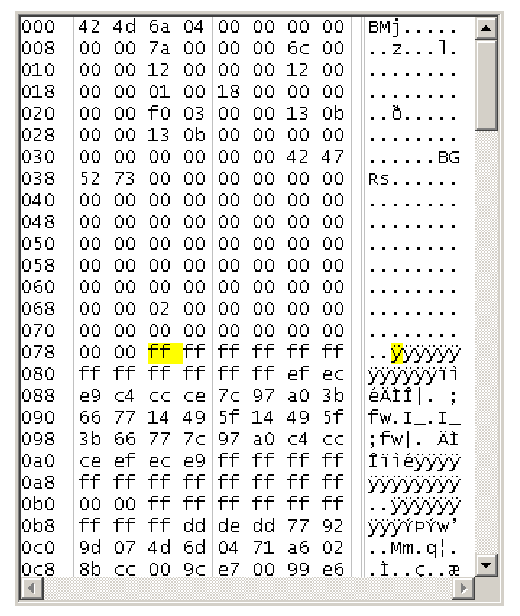 000 42 4d 6a 04 00 00 00 00 BMj.....
008 00 00 7a 00 00 00 6c 00 ..z...l.
010 00 00 12 00 00 00 12 00 ........
018 00 00 01 00 18 00 00 00 ........
020 00 00 f0 03 00 00 13 0b ..ð.....
028 00 00 13 0b 00 00 00 00 ........
030 00 00 00 00 00 00 42 47 ......BG
038 52 73 00 00 00 00 00 00 Rs......
040 00 00 00 00 00 00 00 00 ........
048 00 00 00 00 00 00 00 00 ........
050 00 00 00 00 00 00 00 00 ........
058 00 00 00 00 00 00 00 00 ........
060 00 00 00 00 00 00 00 00 ........
068 00 00 02 00 00 00 00 00 ........
070 00 00 00 00 00 00 00 00 ........
078 00 00 ff ff ff ff ff ff ..ÿÿÿÿÿÿ
080 ff ff ff ff ff ff ef ec ÿÿÿÿÿÿïì
088 e9 c4 cc ce 7c 97 a0 3b éÄÌÎ|. ;
090 66 77 14 49 5f 14 49 5f fw.I_.I_
098 3b 66 77 7c 97 a0 c4 cc ;fw|. ÄÌ
0a0 ce ef ec e9 ff ff ff ff Îïìéÿÿÿÿ
0a8 ff ff ff ff ff ff ff ff ÿÿÿÿÿÿÿÿ
0b0 00 00 ff ff ff ff ff ff ..ÿÿÿÿÿÿ
0b8 ff ff ff dd de dd 77 92 ÿÿÿÝÞÝw'
0c0 9d 07 4d 6d 04 71 a6 02 ..Mm.q¦.
0c8 8b cc 00 9c e7 00 99 e6 .Ì..ç..æ